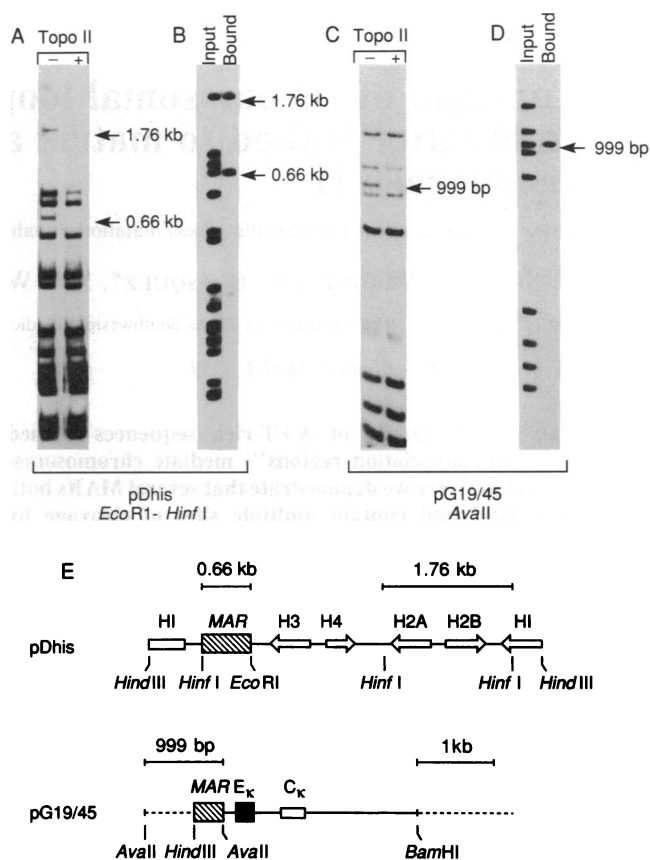 A
Topo II
− +
1.76 kb
0.66 kb
B
Input
Bound
1.76 kb
0.66 kb
C
Topo II
− +
999 bp
D
Input
Bound
999 bp
pDhis
EcoR1- Hinf I
pG19/45
AvaII
E
0.66 kb 1.76 kb
HI MAR H3 H4 H2A H2B HI
pDhis
HindIII Hinf I EcoRI Hinf I Hinf I HindIII
999 bp 1kb
MAR Eκ Cκ
pG19/45
AvaII HindIII AvaII BamHI